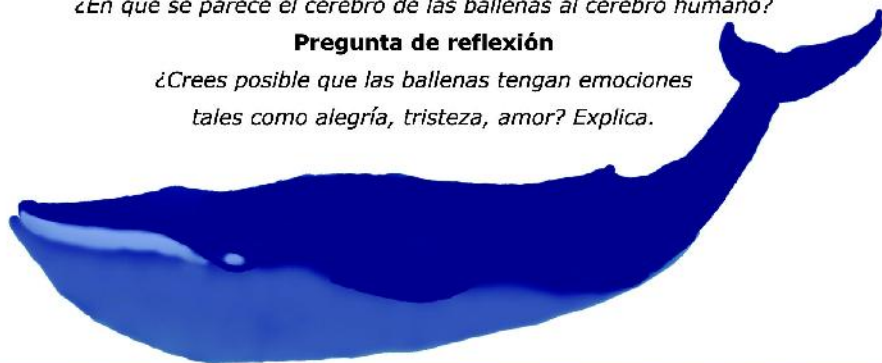 ¿En qué se parece el cerebro de las ballenas al cerebro humano?
Pregunta de reflexión
¿Crees posible que las ballenas tengan emociones
tales como alegría, tristeza, amor? Explica.